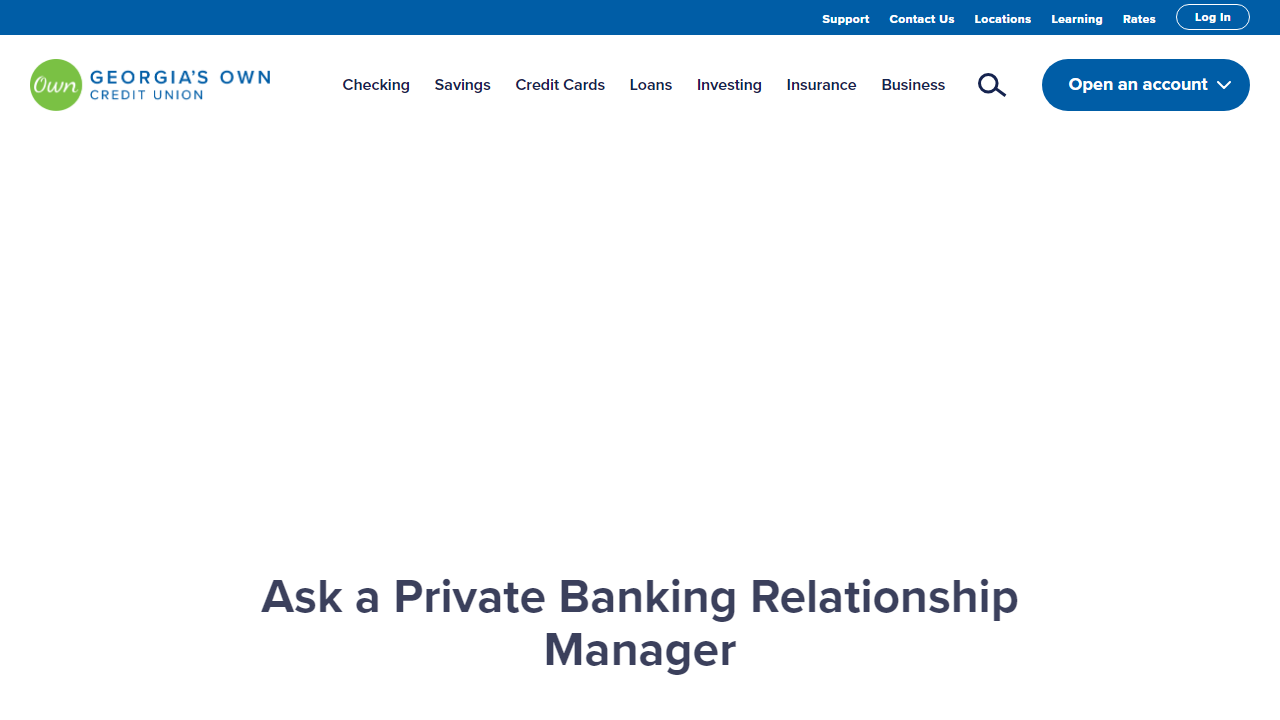 Support Contact Us Locations Learning Rates Log In
Own GEORGIA'S OWN
CREDIT UNION
Checking Savings Credit Cards Loans Investing Insurance Business Open an account
Ask a Private Banking Relationship
Manager